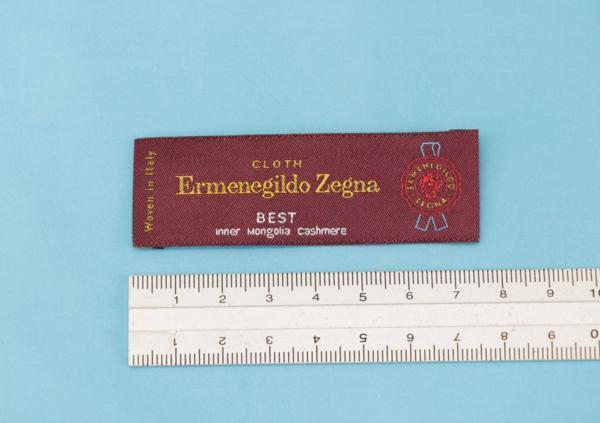 Woven in Italy
CLOTH
Ermenegildo Zegna
BEST
Inner Mongolia Cashmere
ERMENEGILDO
ZEGNA
1 2 3 4 5 6 7 8 9 10
1 2 3 4 5 6 7 8 9 0